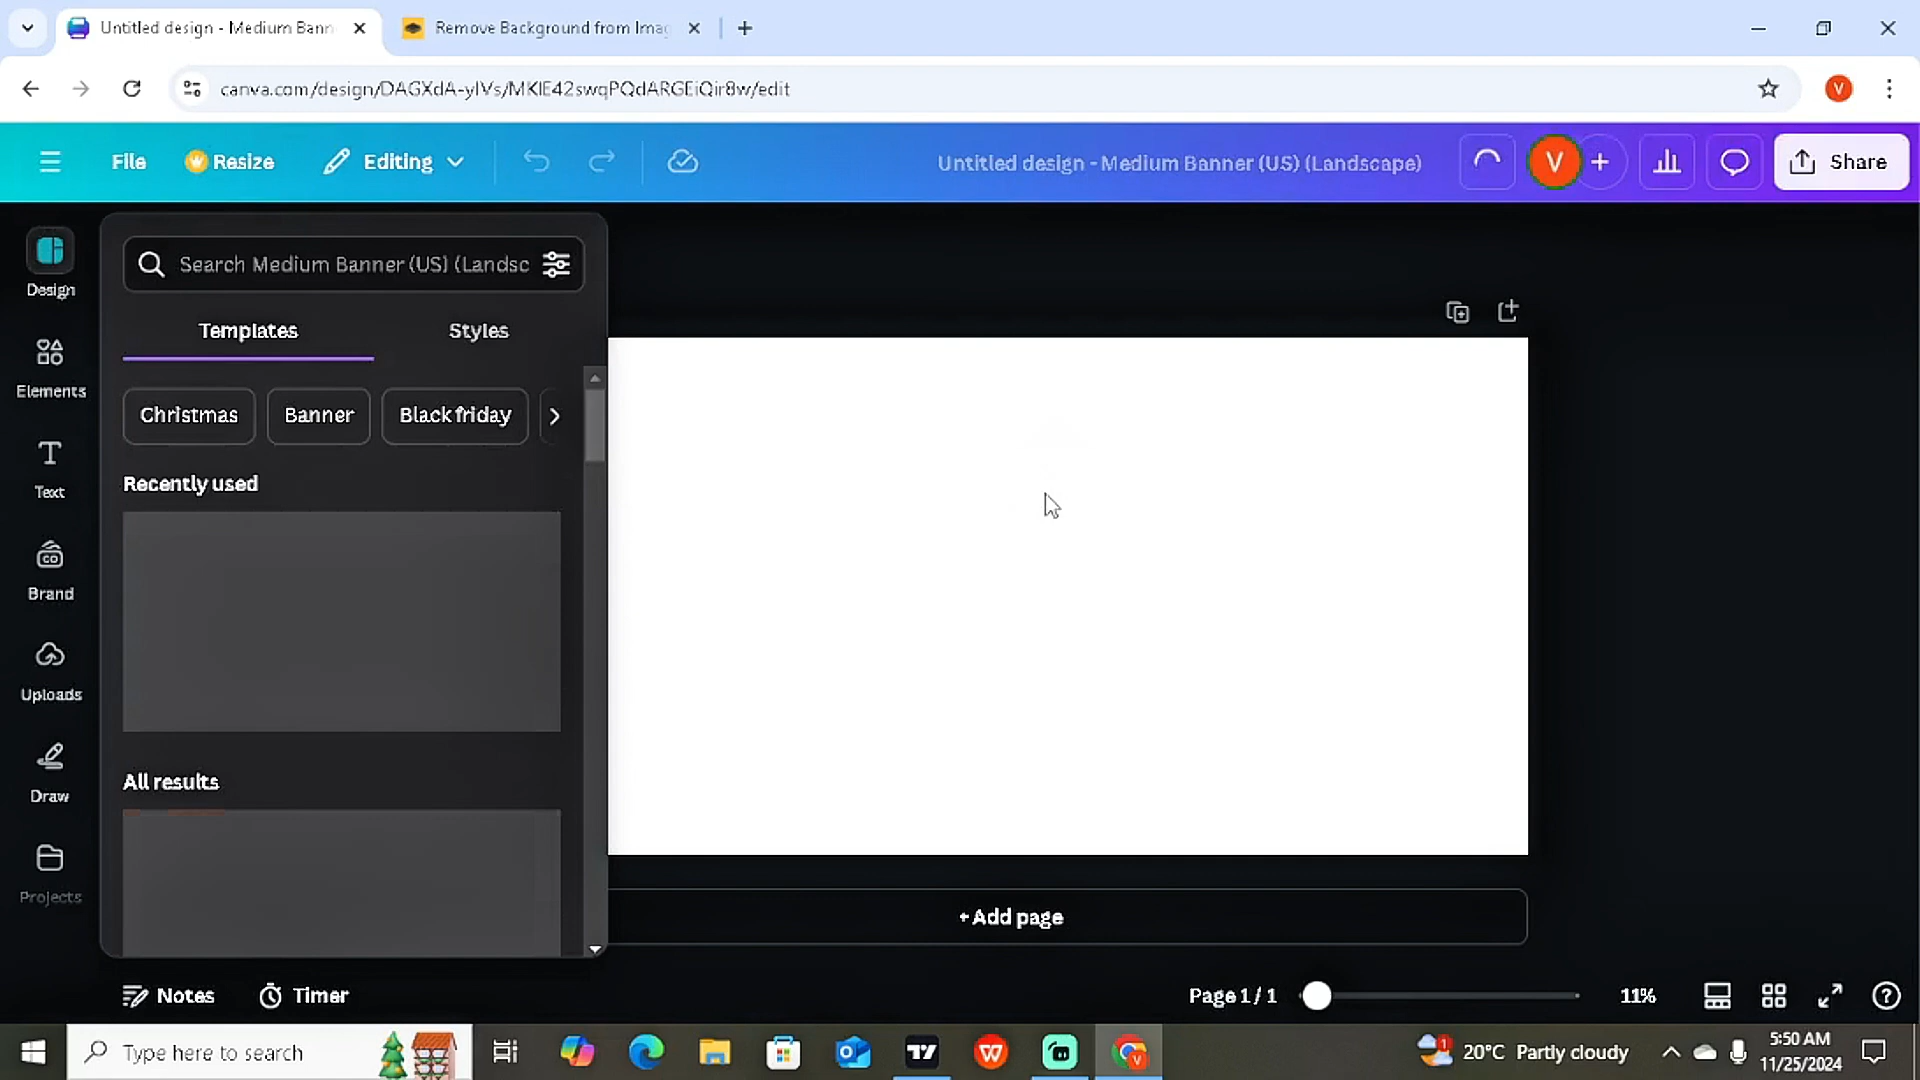 Untitled design - Medium Bann
Remove Background from Imag
canva.com/design/DAGXdA-yIVs/MKIE42swqPQdARGEiQir8w/edit
File
Resize
Editing
Untitled design - Medium Banner (US) (Landscape)
V
Share
Design
Elements
Text
Brand
Uploads
Draw
Projects
Search Medium Banner (US) (Landsc
Templates
Styles
Christmas
Banner
Black friday
Recently used
All results
+ Add page
Notes
Timer
Page 1 / 1
11%
Type here to search
20°C Partly cloudy
5:50 AM
11/25/2024